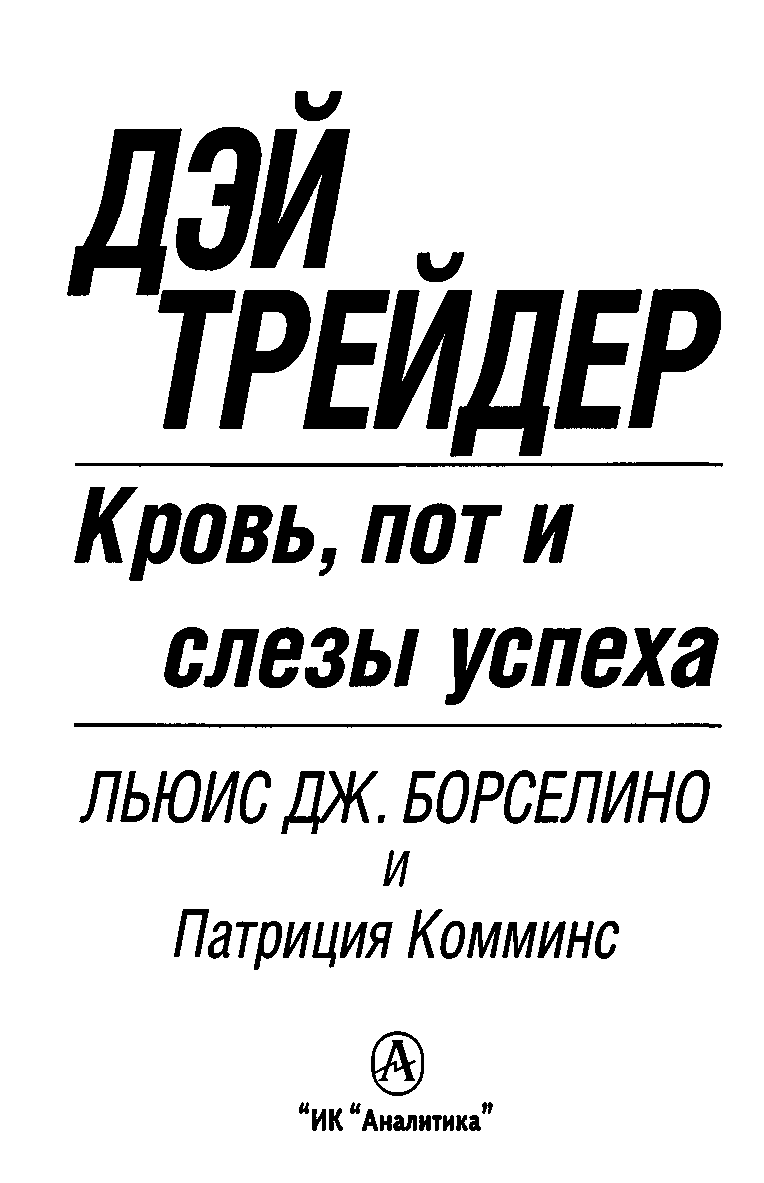 ДЭЙ
ТРЕЙДЕР
Кровь, пот и
слезы успеха
ЛЬЮИС ДЖ. БОРСЕЛИНО
и
Патриция Комминс
А
“ИК “Аналитика”